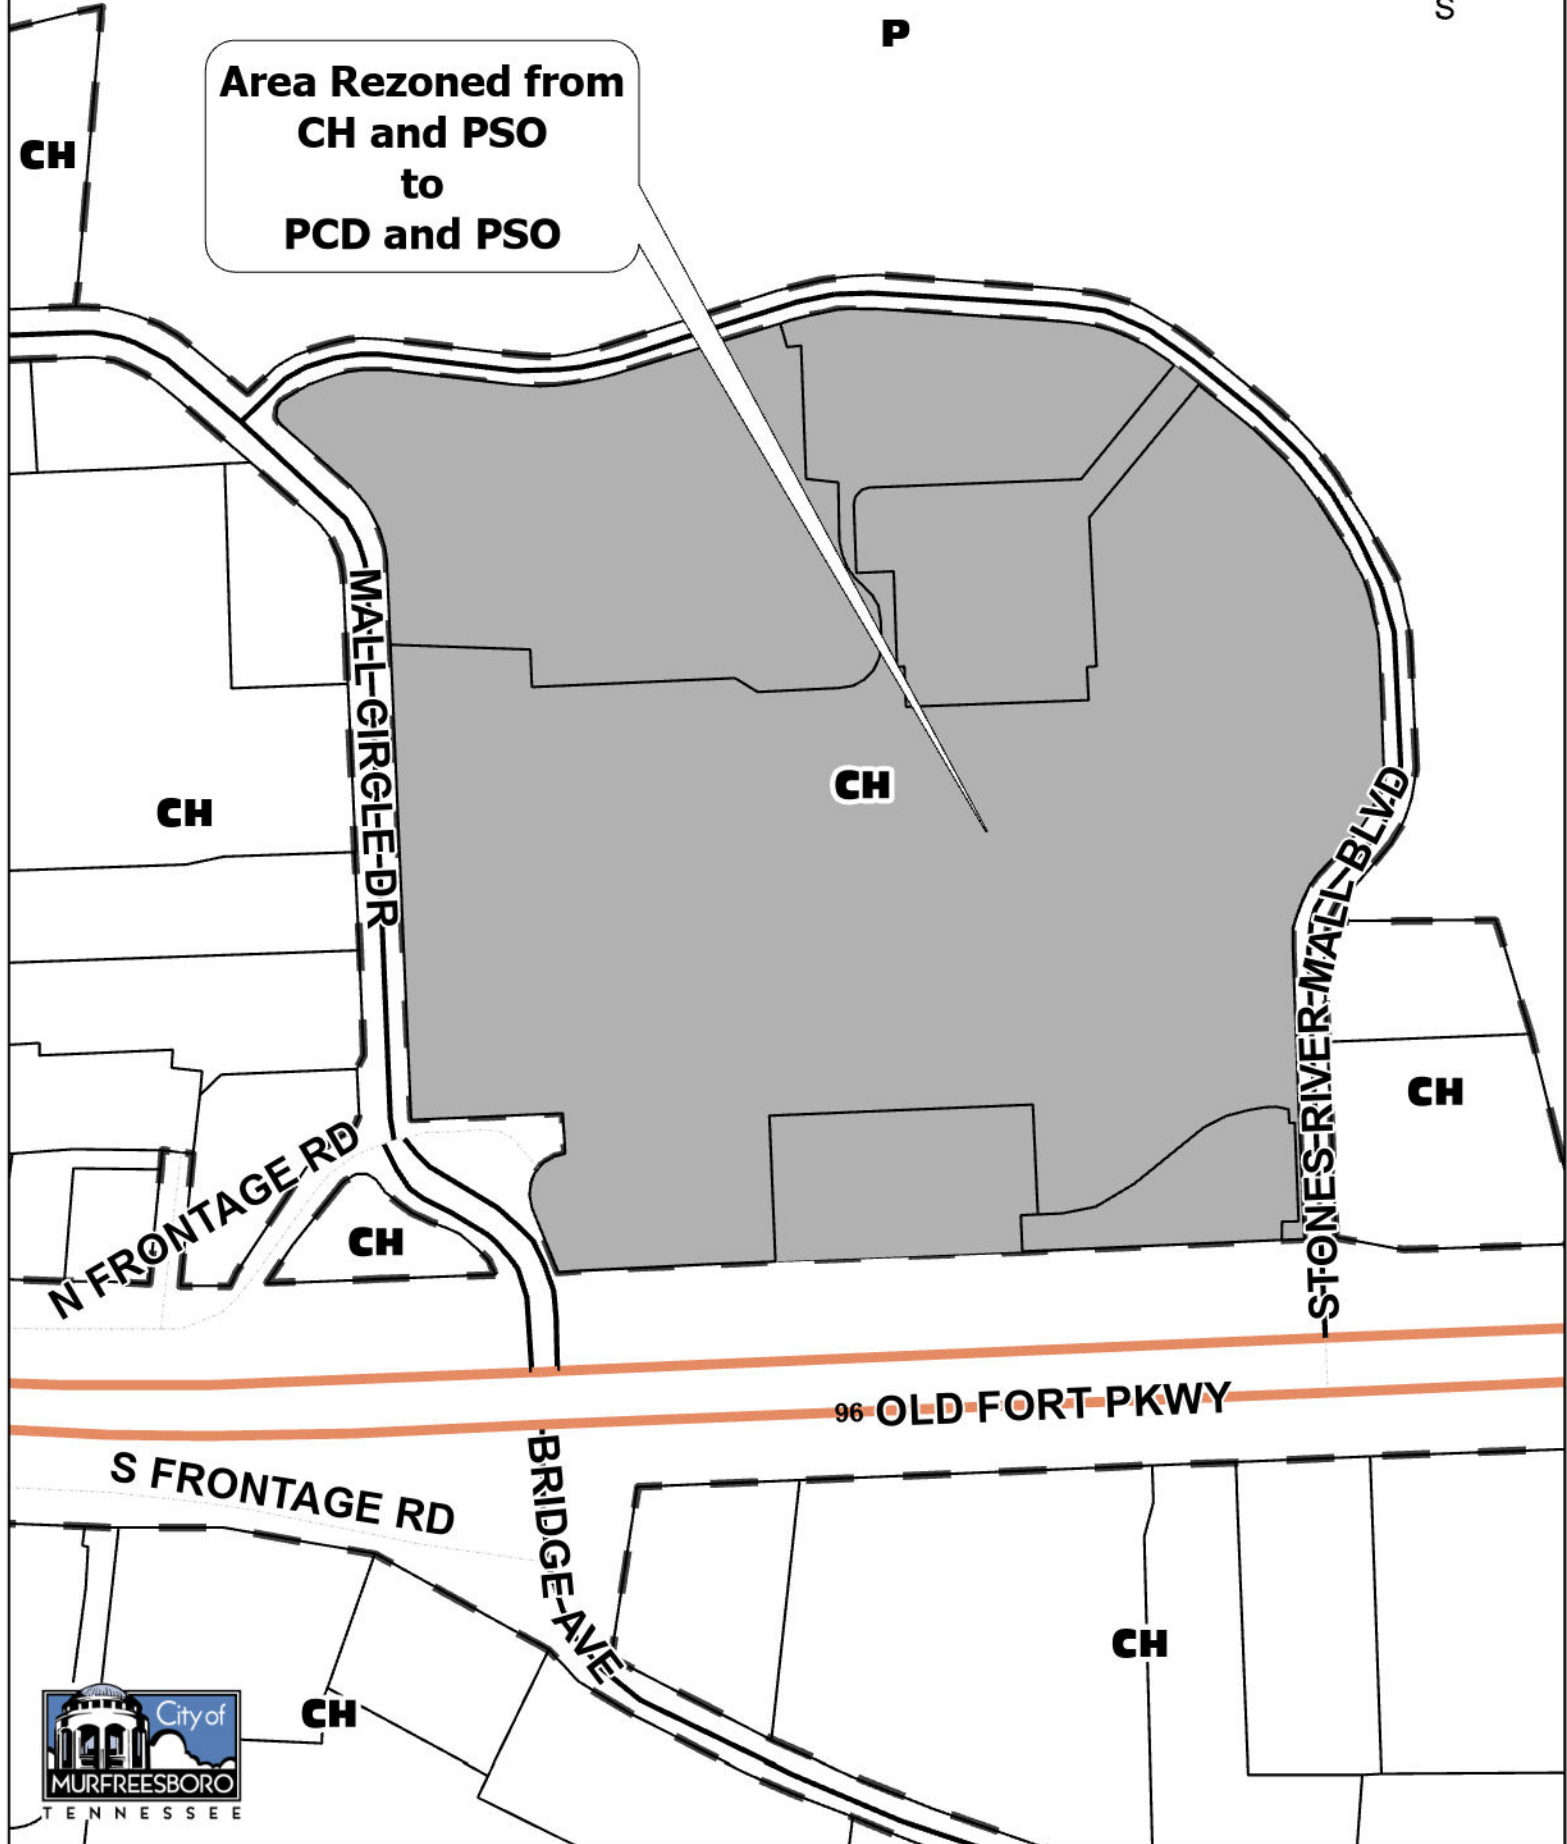 S
P
Area Rezoned from
CH and PSO
to
PCD and PSO
CH
MALL CIRCLE DR
CH
CH
STONES RIVER MALL BLVD
CH
N FRONTAGE RD
CH
96 OLD FORT PKWY
S FRONTAGE RD
BRIDGE AVE
CH
CH
City of
MURFREESBORO
TENNESSEE